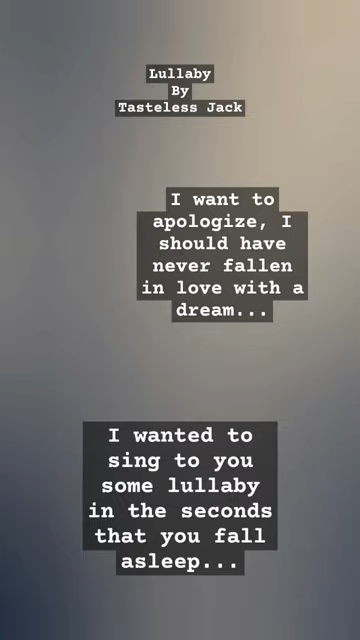 Lullaby
By
Tasteless Jack
I want to
apologize, I
should have
never fallen
in love with a
dream...
I wanted to
sing to you
some lullaby
in the seconds
that you fall
asleep...